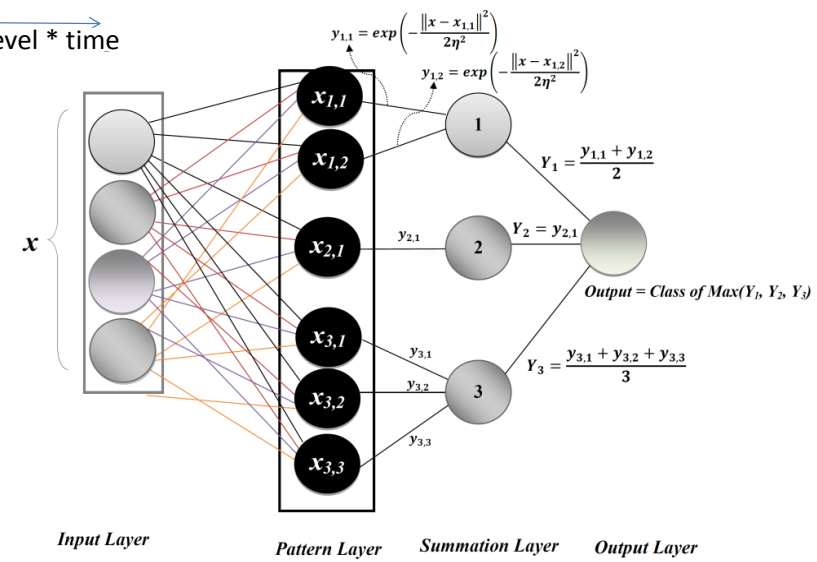 evel * time
y₁,₁ = exp(−‖x − x₁,₁‖² / 2η²)
y₁,₂ = exp(−‖x − x₁,₂‖² / 2η²)
x
x₁,₁
x₁,₂
x₂,₁
x₃,₁
x₃,₂
x₃,₃
y₂,₁
y₃,₁
y₃,₂
y₃,₃
1
2
3
Y₁ = (y₁,₁ + y₁,₂) / 2
Y₂ = y₂,₁
Output = Class of Max(Y₁, Y₂, Y₃)
Y₃ = (y₃,₁ + y₃,₂ + y₃,₃) / 3
Input Layer
Pattern Layer
Summation Layer
Output Layer